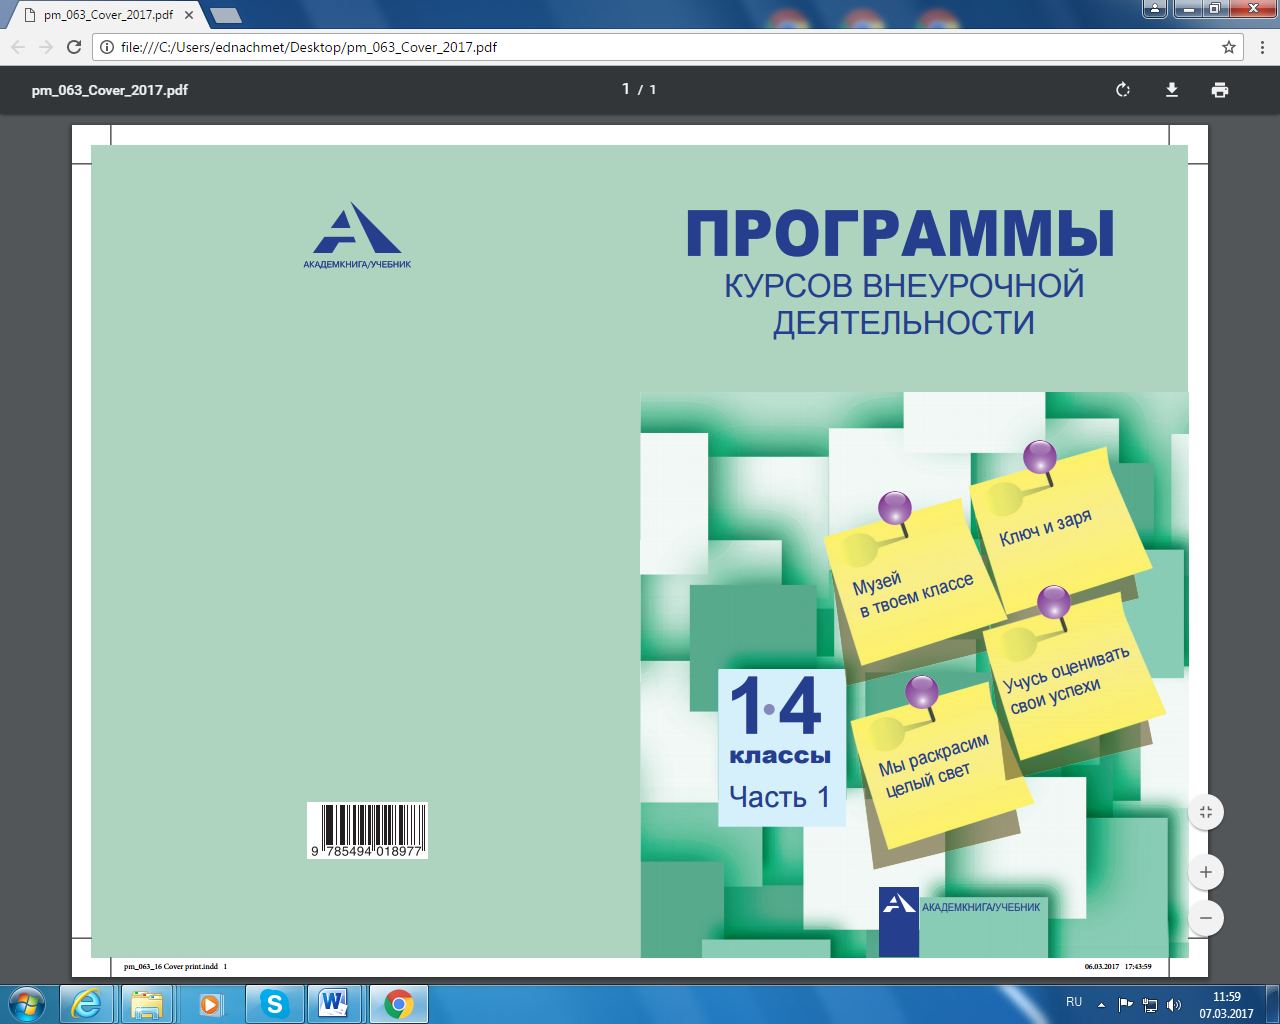 pm_063_Cover_2017.pdf
file:///C:/Users/ednachmet/Desktop/pm_063_Cover_2017.pdf
pm_063_Cover_2017.pdf
1 / 1
АКАДЕМКНИГА/УЧЕБНИК
ПРОГРАММЫ
КУРСОВ ВНЕУРОЧНОЙ
ДЕЯТЕЛЬНОСТИ
Ключ и заря
Музей
в твоем классе
Учусь оценивать
свои успехи
Мы раскрасим
целый свет
1•4
классы
Часть 1
9 785494 018977
АКАДЕМКНИГА/УЧЕБНИК
pm_063_16 Cover print.indd 1
06.03.2017 17:43:59
RU
11:59
07.03.2017